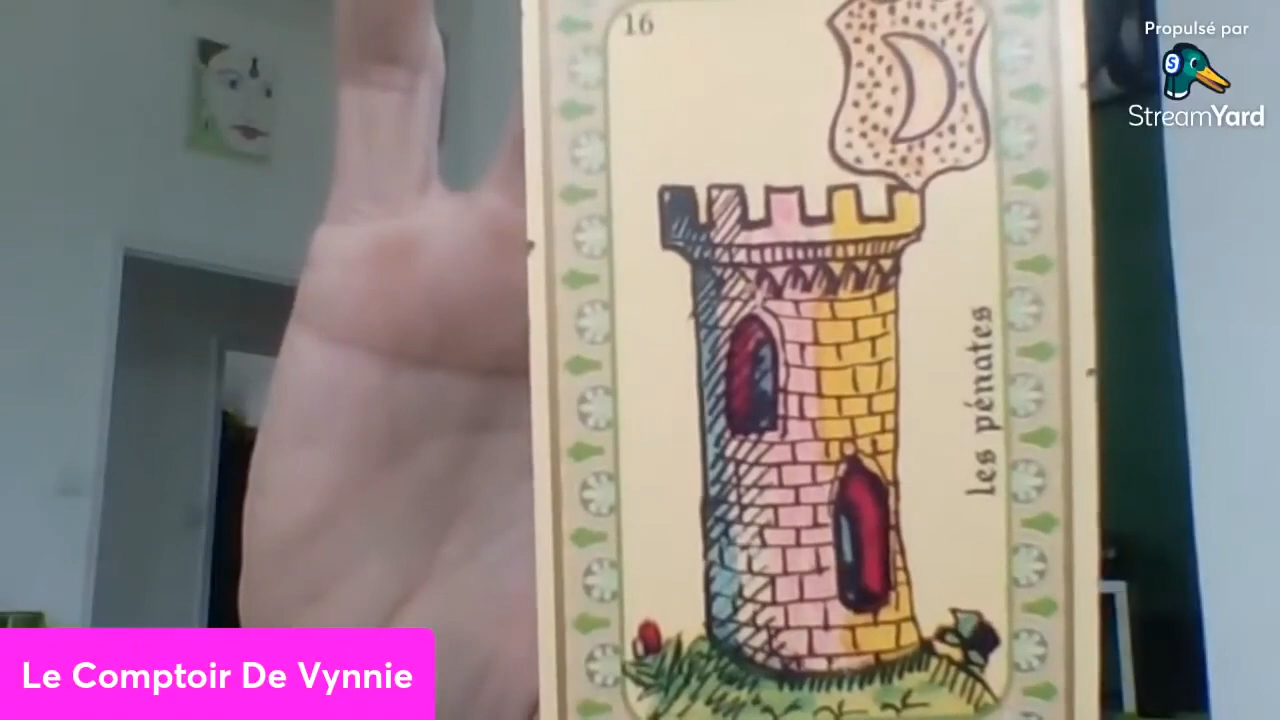 16
Propulsé par
StreamYard
les pénates
Le Comptoir De Vynnie